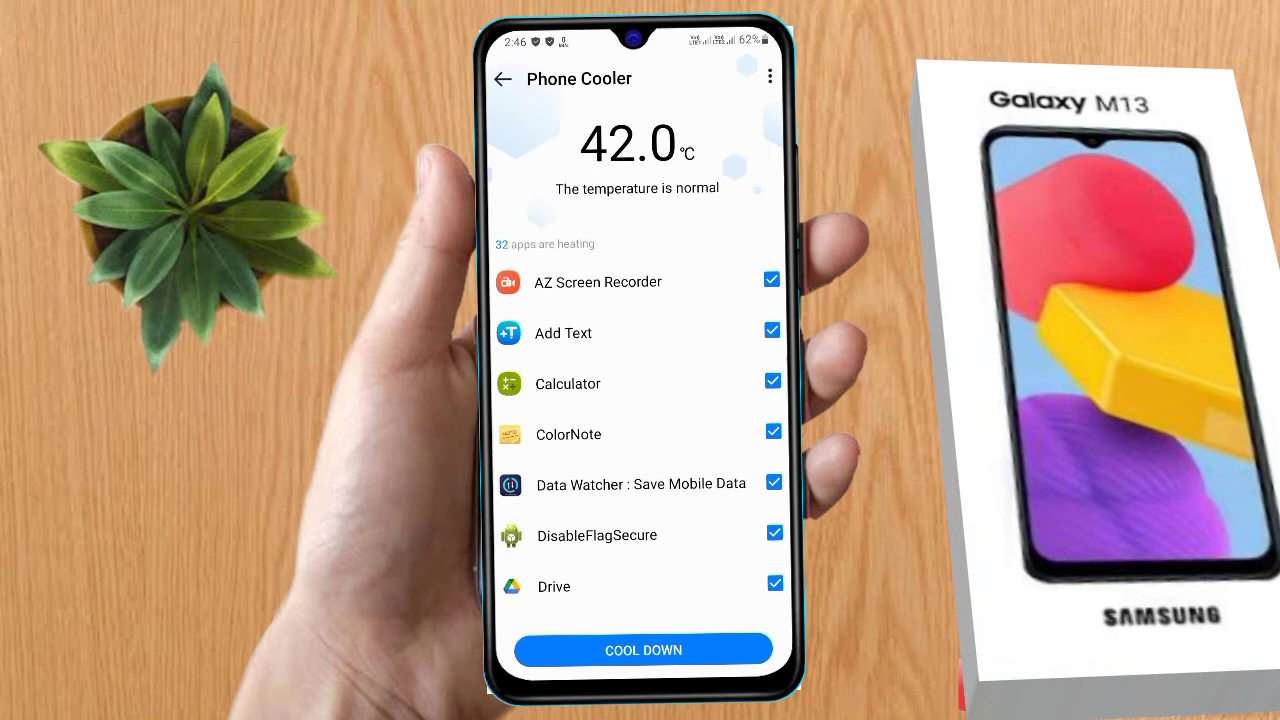 2:46
62%
Phone Cooler
42.0 °C
The temperature is normal
32 apps are heating
AZ Screen Recorder
+T Add Text
Calculator
NOTE ColorNote
Data Watcher : Save Mobile Data
DisableFlagSecure
Drive
COOL DOWN
Galaxy M13
SAMSUNG